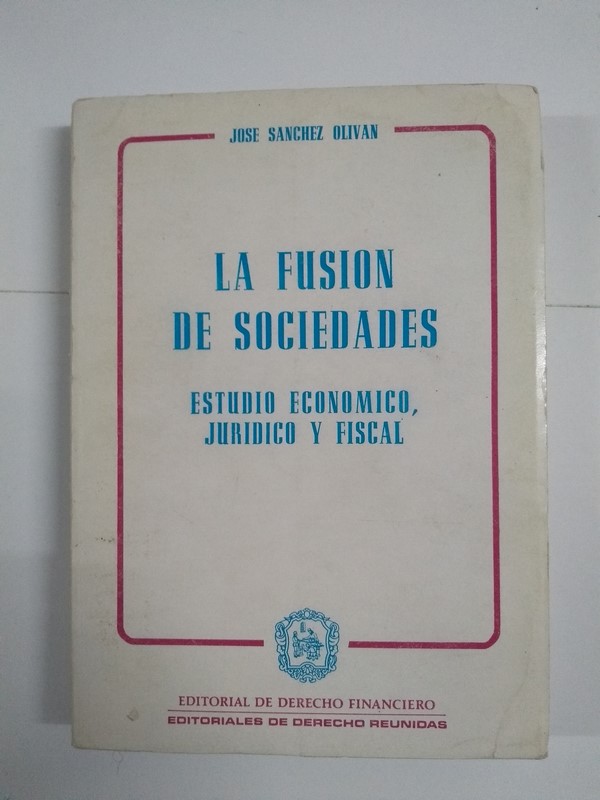 JOSE SANCHEZ OLIVAN
LA FUSION
DE SOCIEDADES
ESTUDIO ECONOMICO,
JURIDICO Y FISCAL
EDITORIAL DE DERECHO FINANCIERO
EDITORIALES DE DERECHO REUNIDAS